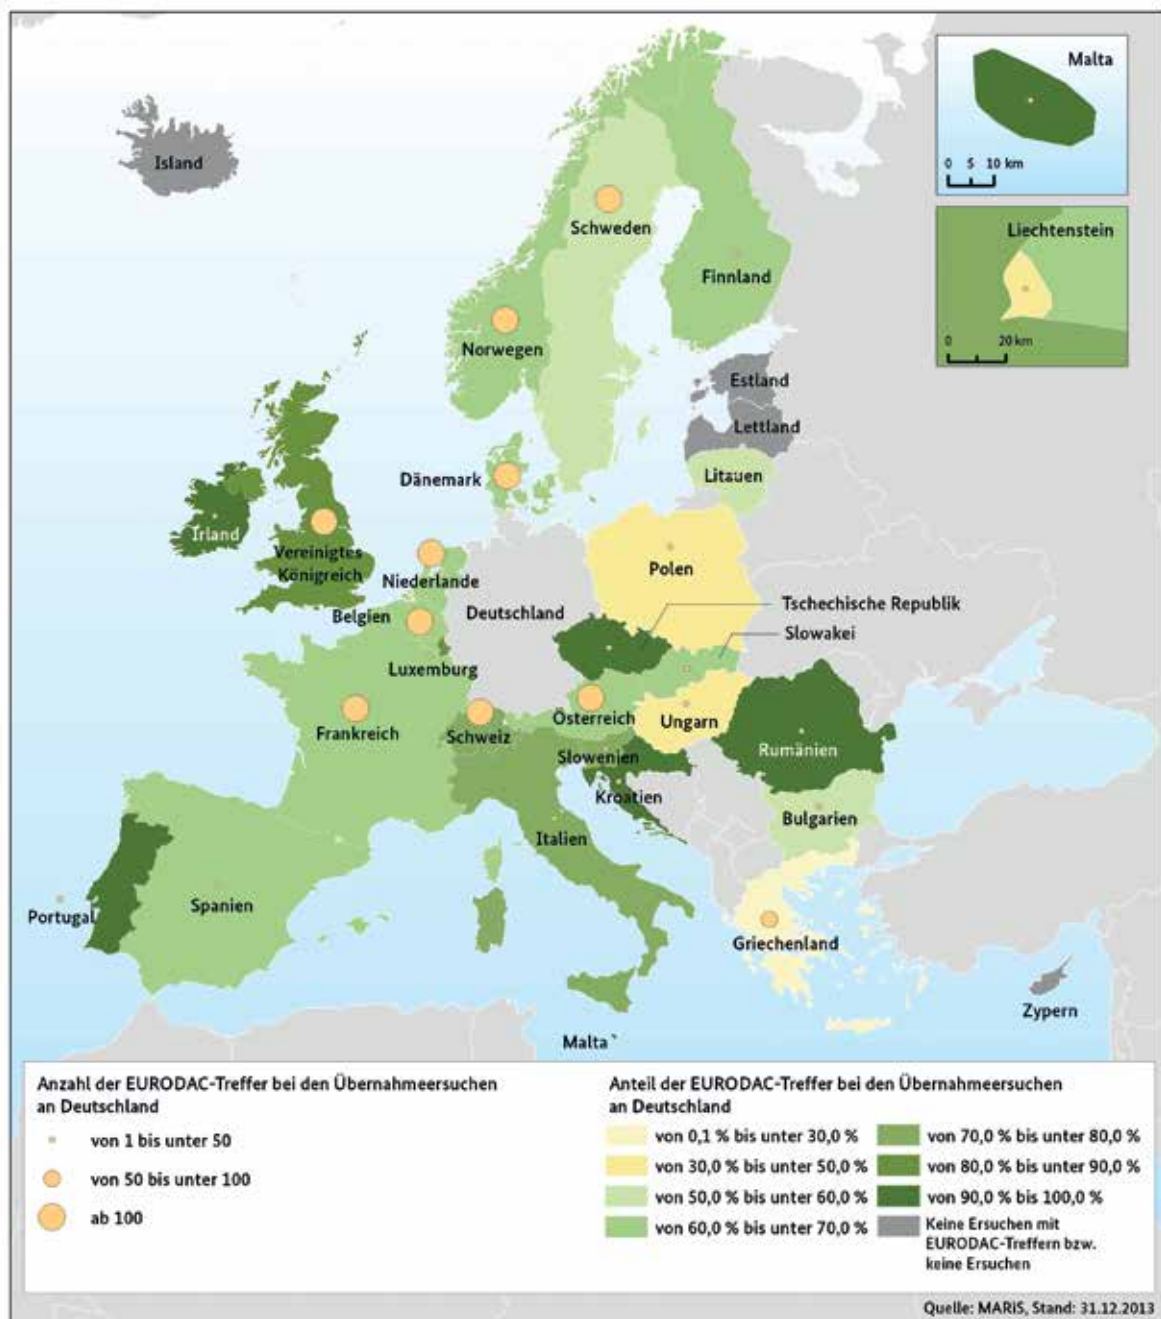 Malta
0 5 10 km
Liechtenstein
0 20 km
Island
Schweden
Finnland
Norwegen
Estland
Lettland
Litauen
Dänemark
Irland
Vereinigtes
Königreich
Niederlande
Belgien
Deutschland
Polen
Tschechische Republik
Slowakei
Luxemburg
Frankreich
Schweiz
Österreich
Ungarn
Slowenien
Rumänien
Kroatien
Bulgarien
Italien
Portugal
Spanien
Griechenland
Zypern
Malta
Anzahl der EURODAC-Treffer bei den Übernahmeersuchen
an Deutschland
von 1 bis unter 50
von 50 bis unter 100
ab 100
Anteil der EURODAC-Treffer bei den Übernahmeersuchen
an Deutschland
von 0,1 % bis unter 30,0 %
von 30,0 % bis unter 50,0 %
von 50,0 % bis unter 60,0 %
von 60,0 % bis unter 70,0 %
von 70,0 % bis unter 80,0 %
von 80,0 % bis unter 90,0 %
von 90,0 % bis 100,0 %
Keine Ersuchen mit
EURODAC-Treffern bzw.
keine Ersuchen
Quelle: MARiS, Stand: 31.12.2013